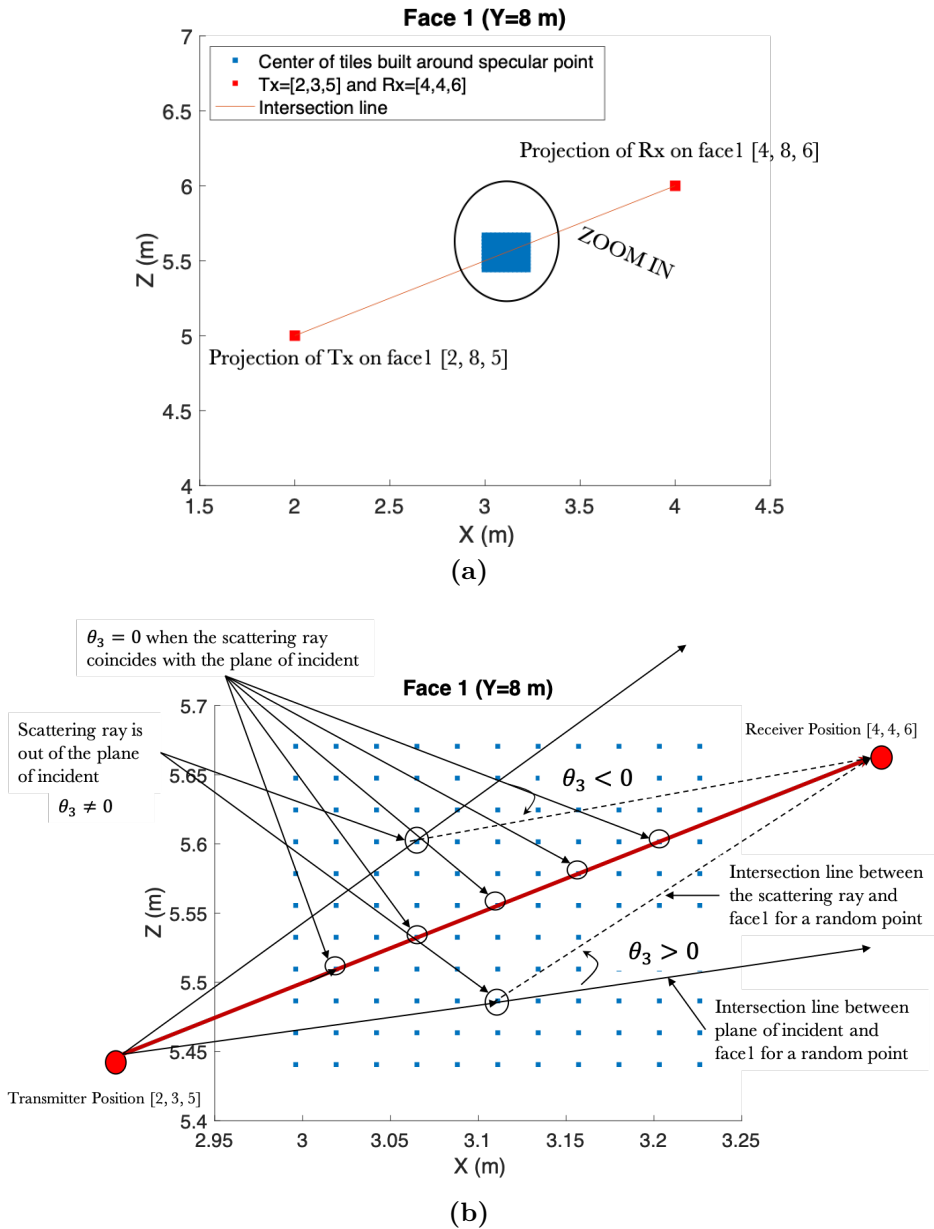 Face 1 (Y=8 m)
7
Center of tiles built around specular point
Tx=[2,3,5] and Rx=[4,4,6]
Intersection line
6.5
Projection of Rx on face1 [4, 8, 6]
6
ZOOM IN
Z (m)
5.5
5
Projection of Tx on face1 [2, 8, 5]
4.5
4
1.5
2
2.5
3
3.5
4
4.5
X (m)
(a)
θ₃ = 0 when the scattering ray
coincides with the plane of incident
Face 1 (Y=8 m)
5.7
Scattering ray is
out of the plane
of incident
θ₃ ≠ 0
Receiver Position [4, 4, 6]
5.65
θ₃ < 0
5.6
Intersection line between
the scattering ray and
face1 for a random point
Z (m)
5.55
θ₃ > 0
5.5
Intersection line between
plane of incident and
face1 for a random point
5.45
Transmitter Position [2, 3, 5]
5.4
2.95
3
3.05
3.1
3.15
3.2
3.25
X (m)
(b)